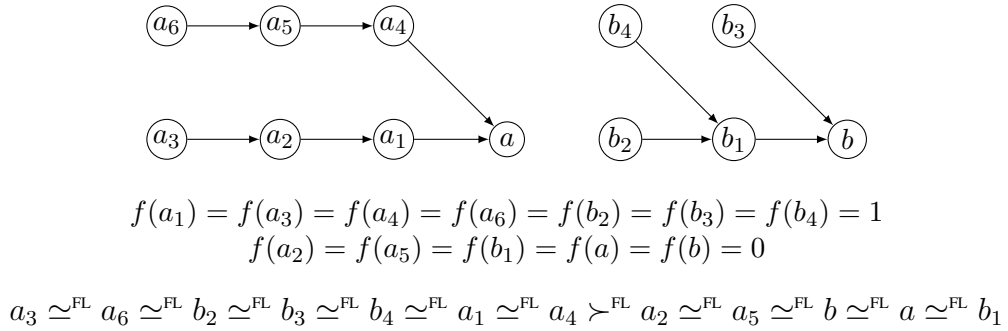 a₆ a₅ a₄ b₄ b₃
a₃ a₂ a₁ a b₂ b₁ b
f(a₁) = f(a₃) = f(a₄) = f(a₆) = f(b₂) = f(b₃) = f(b₄) = 1
f(a₂) = f(a₅) = f(b₁) = f(a) = f(b) = 0
a₃ ≃ᶠᴸ a₆ ≃ᶠᴸ b₂ ≃ᶠᴸ b₃ ≃ᶠᴸ b₄ ≃ᶠᴸ a₁ ≃ᶠᴸ a₄ ≻ᶠᴸ a₂ ≃ᶠᴸ a₅ ≃ᶠᴸ b ≃ᶠᴸ a ≃ᶠᴸ b₁